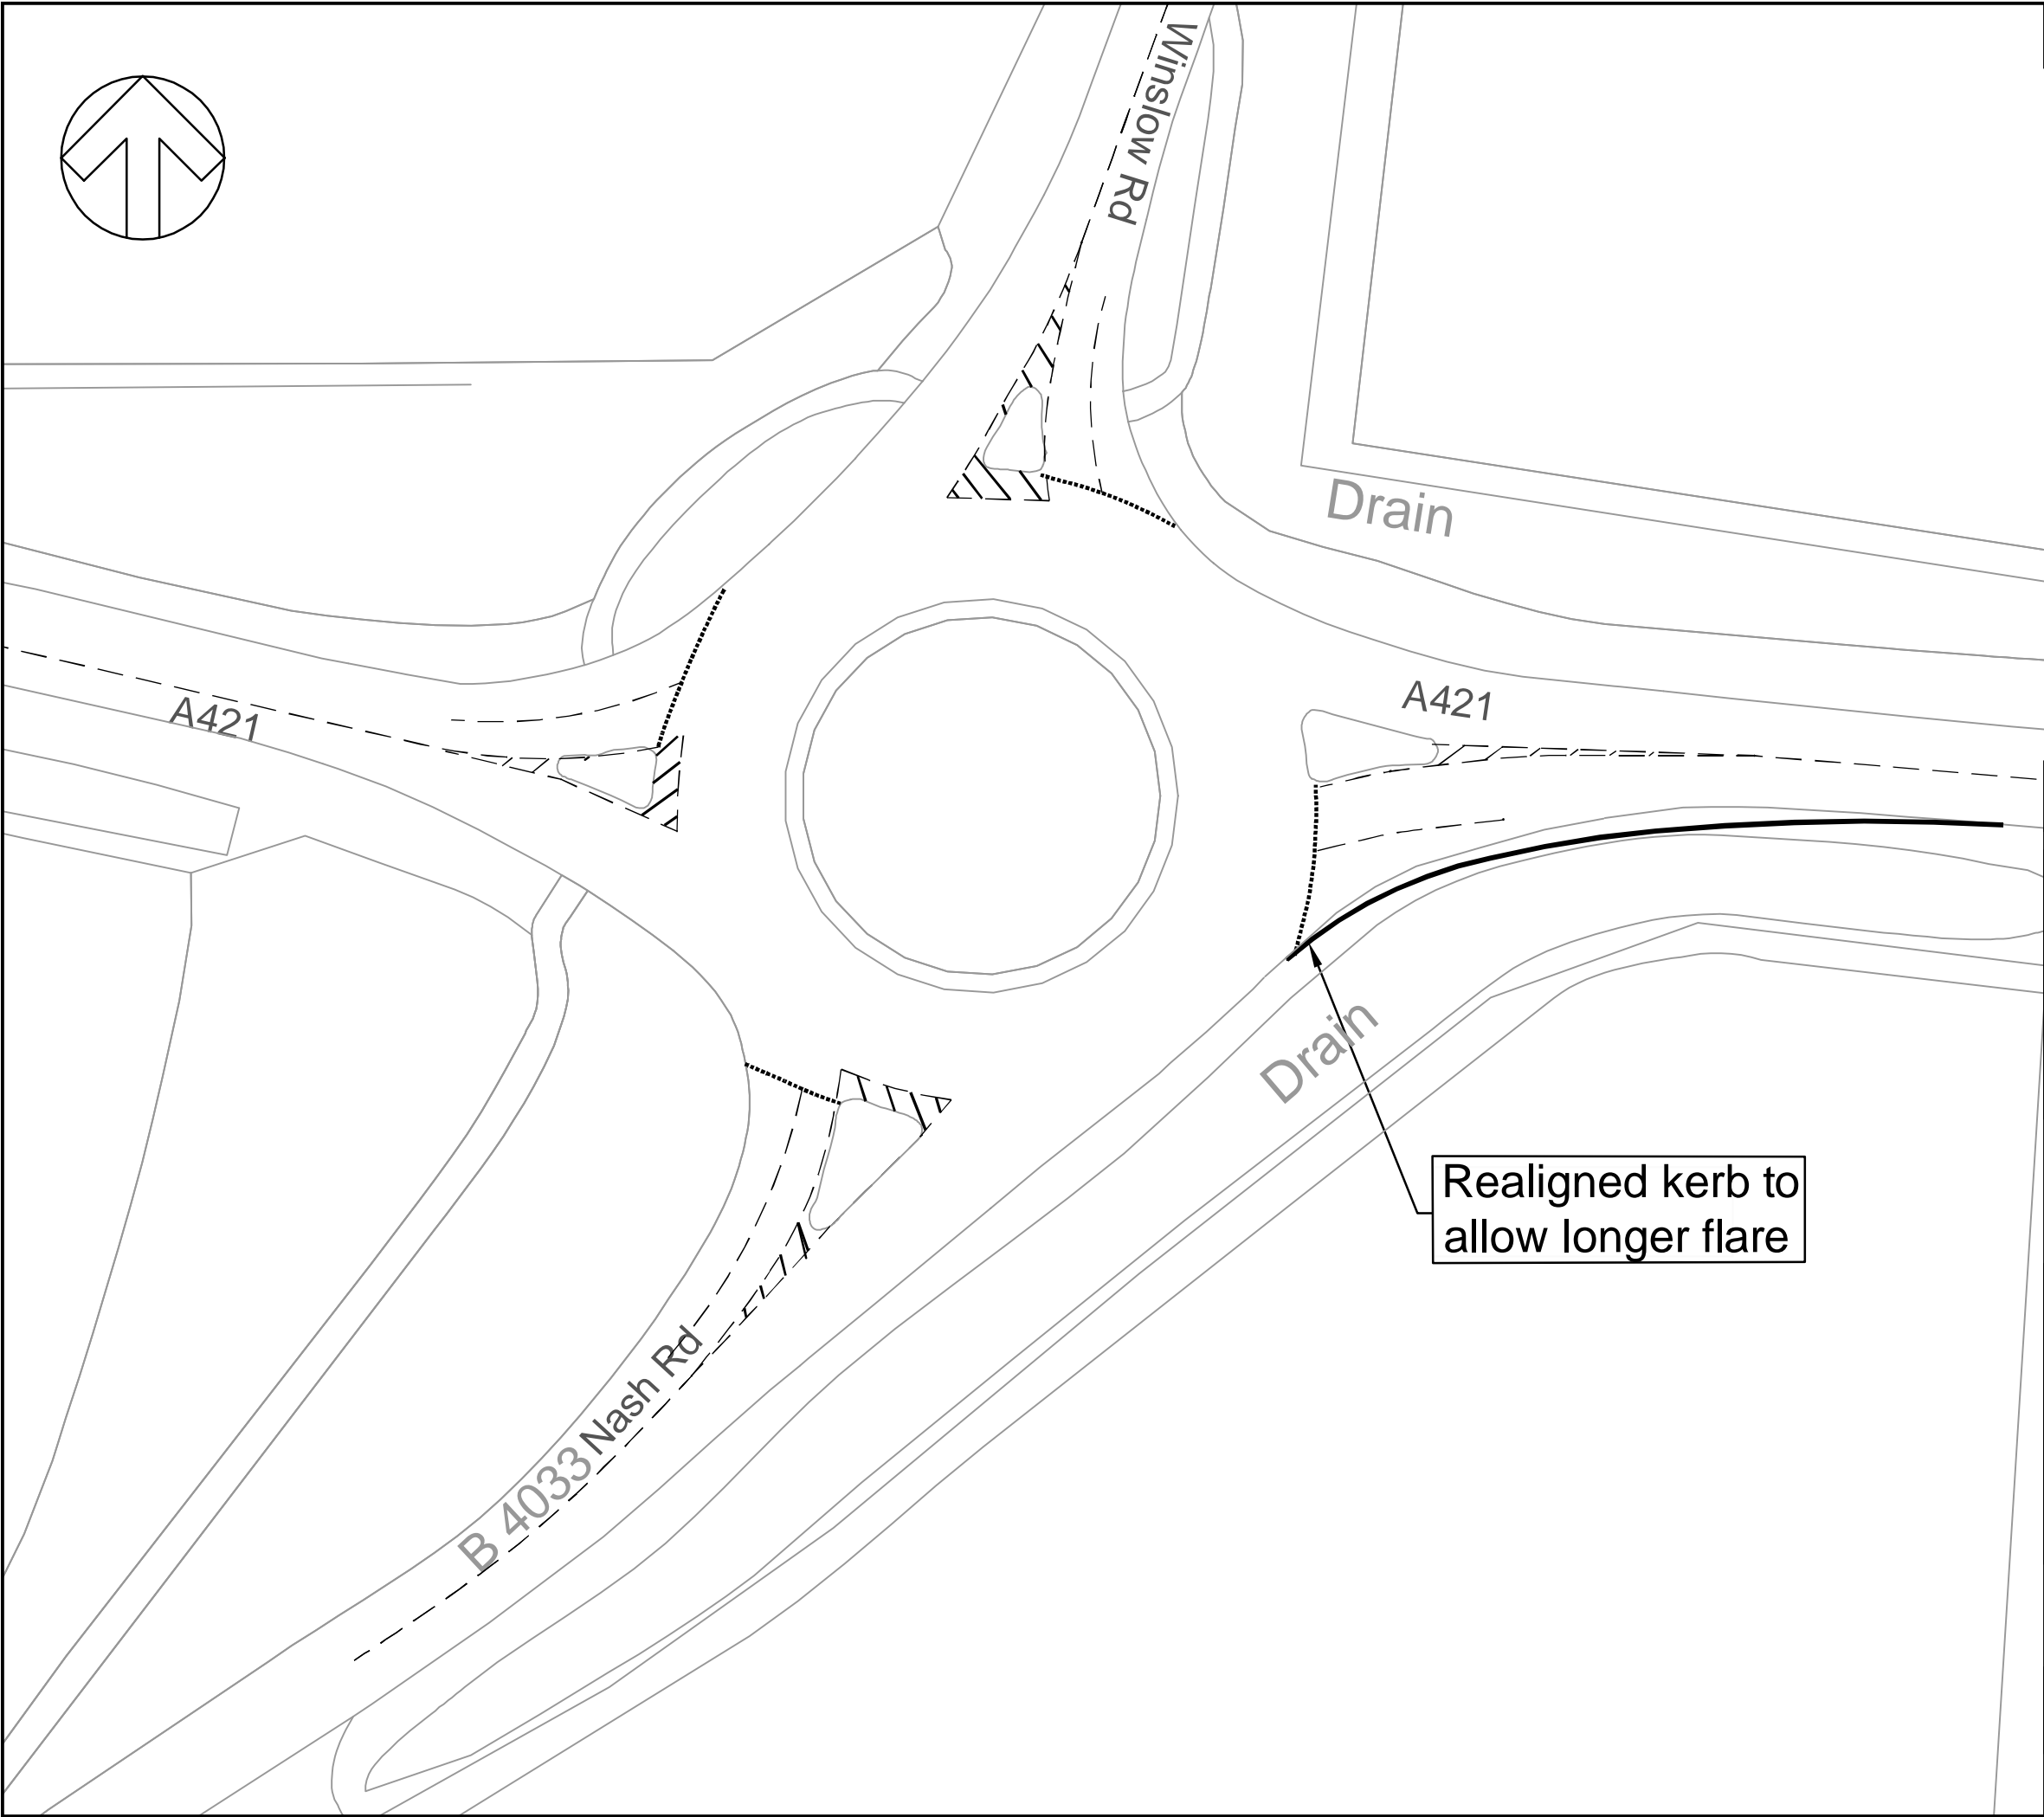 Winslow Rd
Drain
A421
A421
Drain
Realigned kerb to
allow longer flare
B 4033 Nash Rd